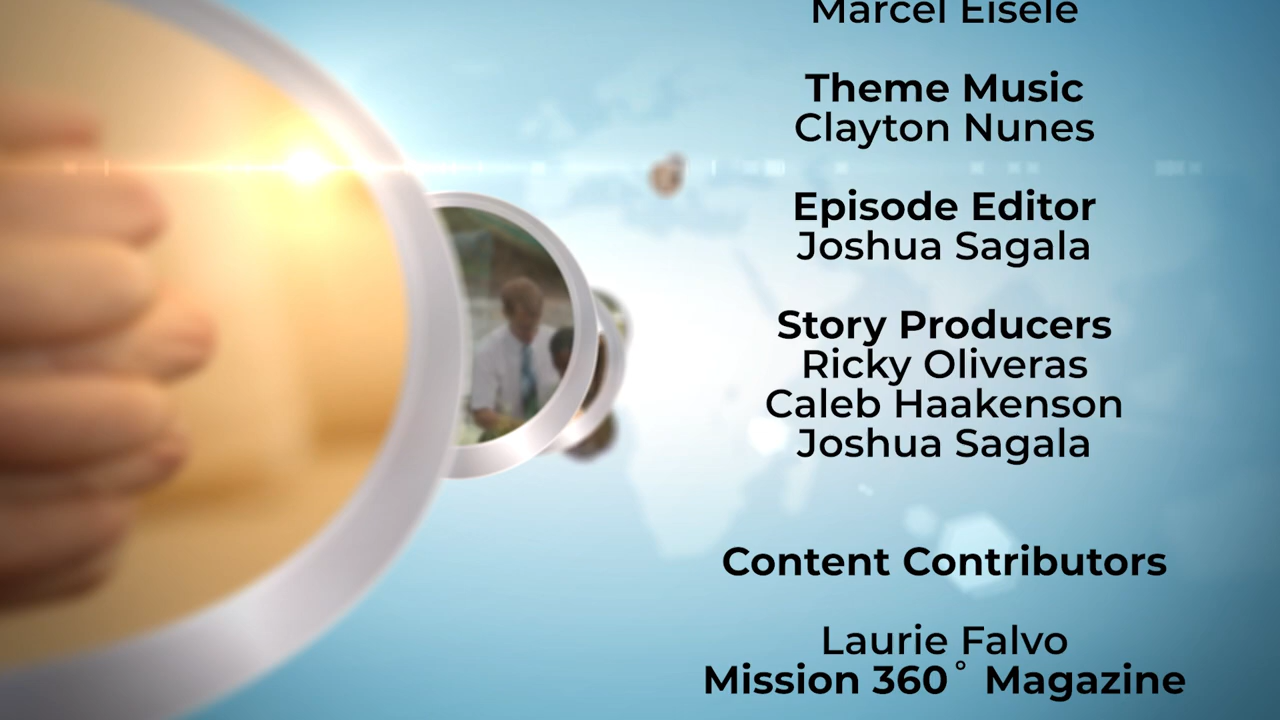 Marcel Eisele
Theme Music
Clayton Nunes
Episode Editor
Joshua Sagala
Story Producers
Ricky Oliveras
Caleb Haakenson
Joshua Sagala
Content Contributors
Laurie Falvo
Mission 360° Magazine